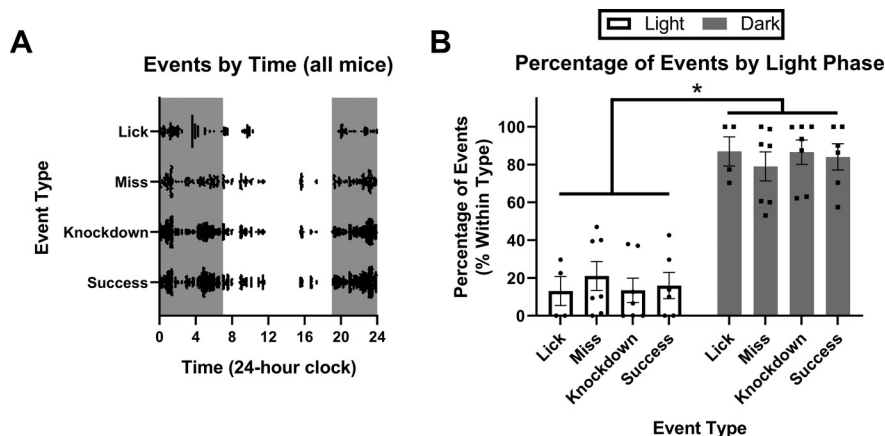 Light Dark
A
B
Events by Time (all mice)
Percentage of Events by Light Phase
Event Type
Lick
Miss
Knockdown
Success
0 4 8 12 16 20 24
Time (24-hour clock)
Percentage of Events
(% Within Type)
100
80
60
40
20
0
*
Lick
Miss
Knockdown
Success
Lick
Miss
Knockdown
Success
Event Type